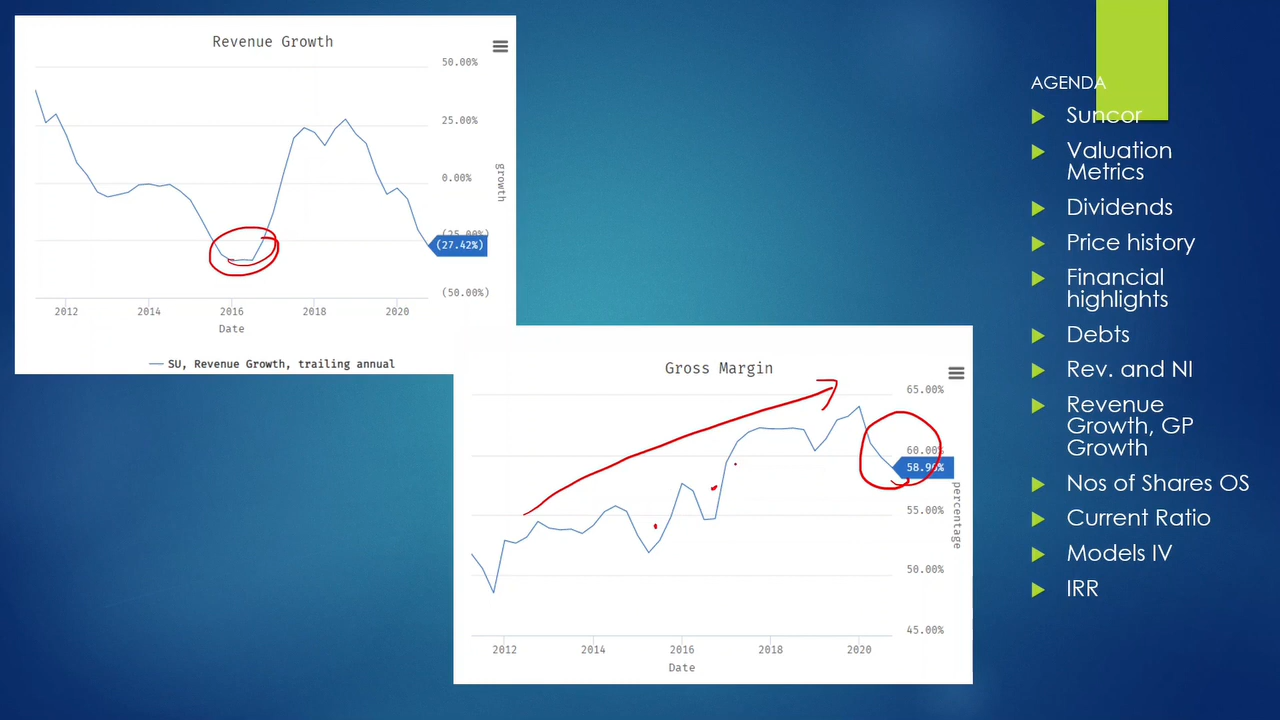 Revenue Growth
50.00%
25.00%
0.00%
growth
(25.00%)
(27.42%)
(50.00%)
2012 2014 2016 2018 2020
Date
SU, Revenue Growth, trailing annual
Gross Margin
65.00%
60.00%
58.90%
55.00%
percentage
50.00%
45.00%
2012 2014 2016 2018 2020
Date
AGENDA
Suncor
Valuation
Metrics
Dividends
Price history
Financial
highlights
Debts
Rev. and NI
Revenue
Growth, GP
Growth
Nos of Shares OS
Current Ratio
Models IV
IRR